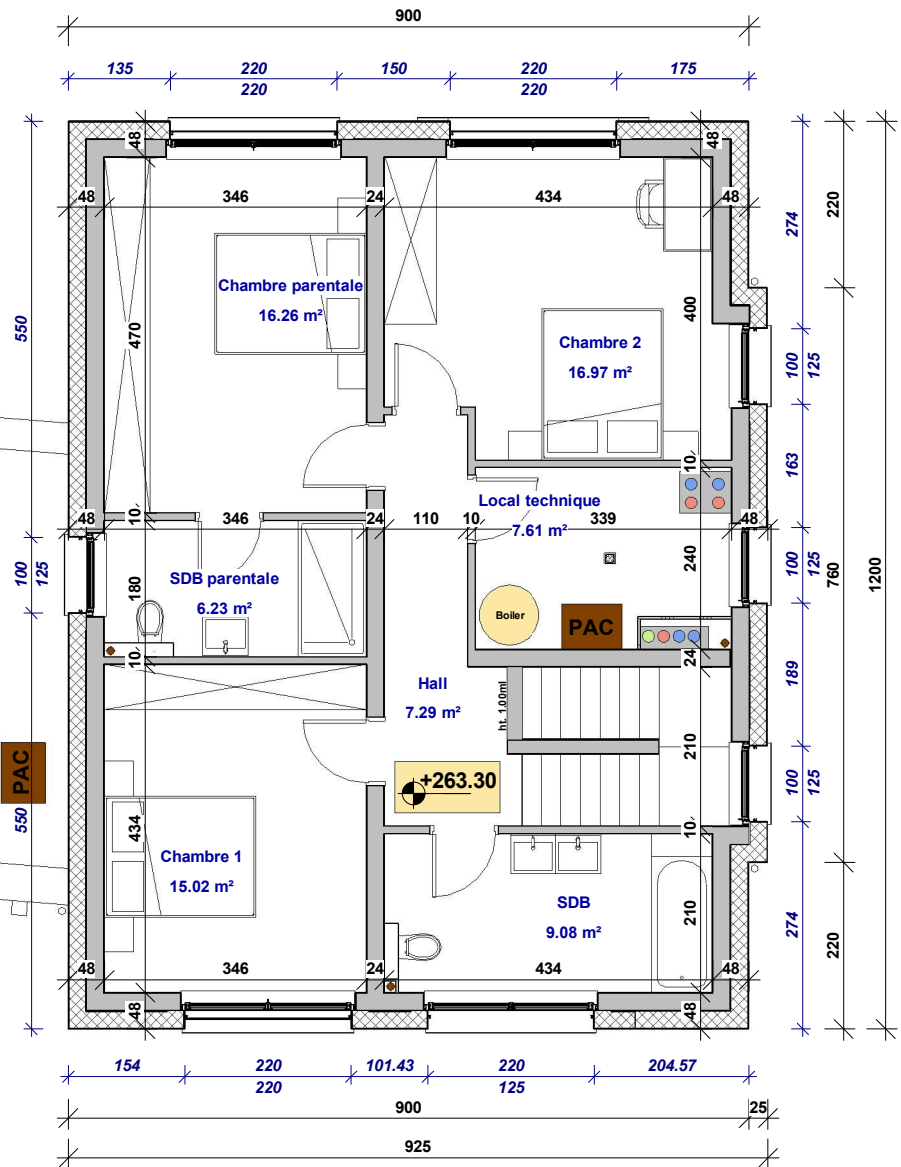 900
135 220 150 220 175
220 220
48 48
48 346 24 434 48
274
220
Chambre parentale
16.26 m²
470
400
550
Chambre 2
16.97 m²
100
125
163
10
Local technique
7.61 m²
10
48 346 24 110 10 339 48
100
125
180
SDB parentale
6.23 m²
240
100
125
760
1200
Boiler
PAC
10
24
Hall
7.29 m²
ht. 1.00ml
189
210
PAC
+263.30
100
125
550
434
10
Chambre 1
15.02 m²
SDB
9.08 m²
210
274
220
48 346 24 434 48
48 48
154 220 101.43 220 204.57
220 125
900 25
925